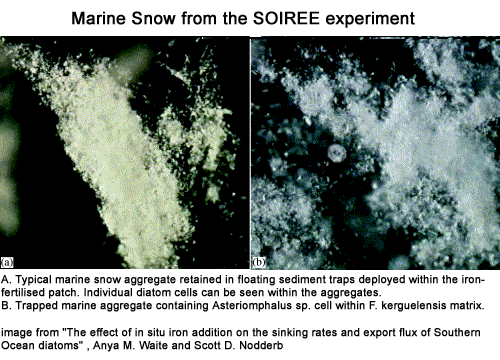 Marine Snow from the SOIREE experiment
(a)
(b)
A. Typical marine snow aggregate retained in floating sediment traps deployed within the iron-
fertilised patch. Individual diatom cells can be seen within the aggregates.
B. Trapped marine aggregate containing Asteriomphalus sp. cell within F. kerguelensis matrix.
image from "The effect of in situ iron addition on the sinking rates and export flux of Southern
Ocean diatoms" , Anya M. Waite and Scott D. Nodderb